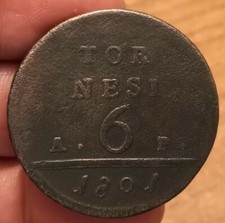 TOR
NESI
A. 6 P.
1801